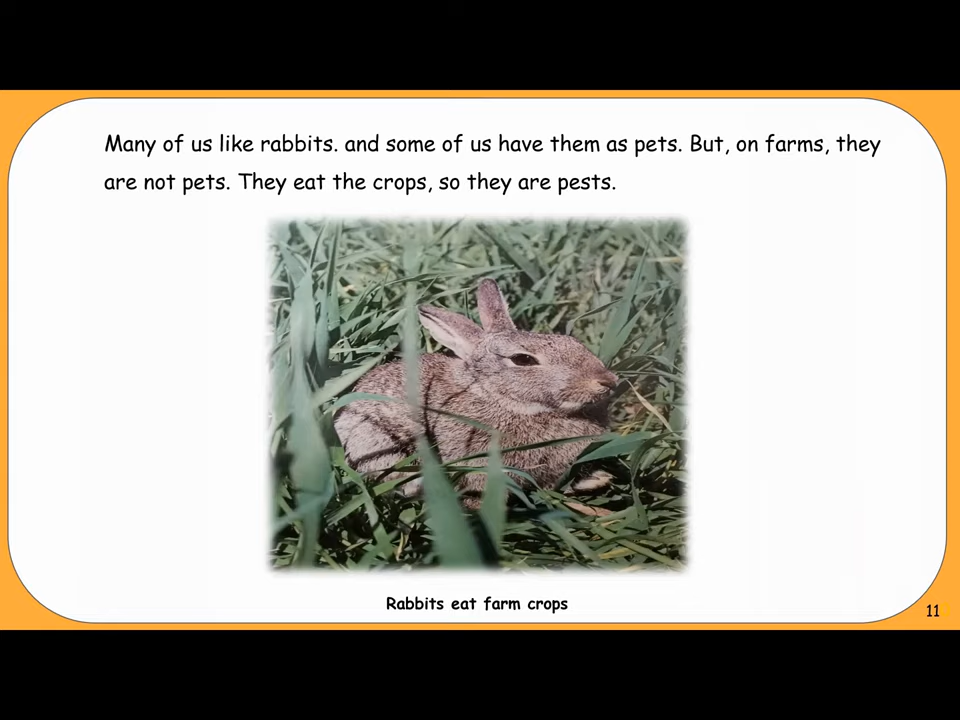 Many of us like rabbits. and some of us have them as pets. But, on farms, they
are not pets. They eat the crops, so they are pests.
Rabbits eat farm crops
11